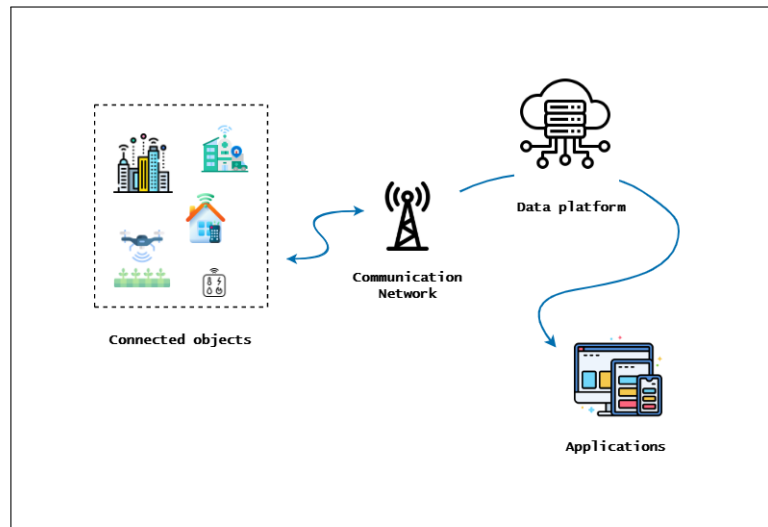 Data platform
Communication
Network
Connected objects
Applications